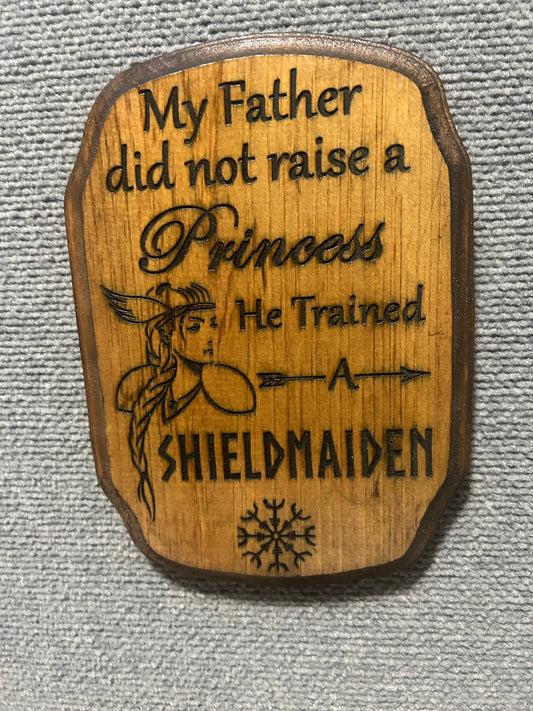 My Father
did not raise a
Princess
He Trained
A
SHIELDMAIDEN